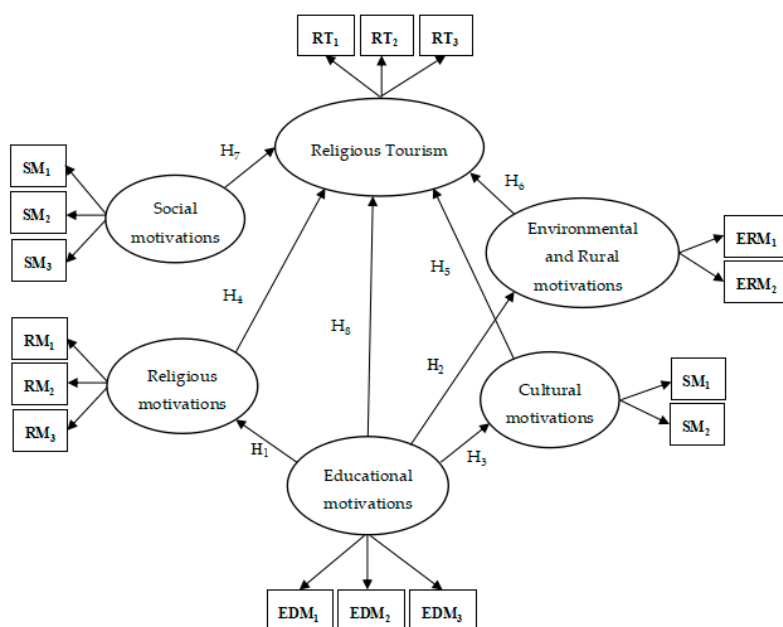 RT₁ RT₂ RT₃
Religious Tourism
H₇
H₆
SM₁
SM₂
SM₃
Social
motivations
Environmental
and Rural
motivations
ERM₁
ERM₂
H₄
H₅
H₈
H₂
RM₁
RM₂
RM₃
Religious
motivations
Cultural
motivations
SM₁
SM₂
H₁
H₃
Educational
motivations
EDM₁ EDM₂ EDM₃